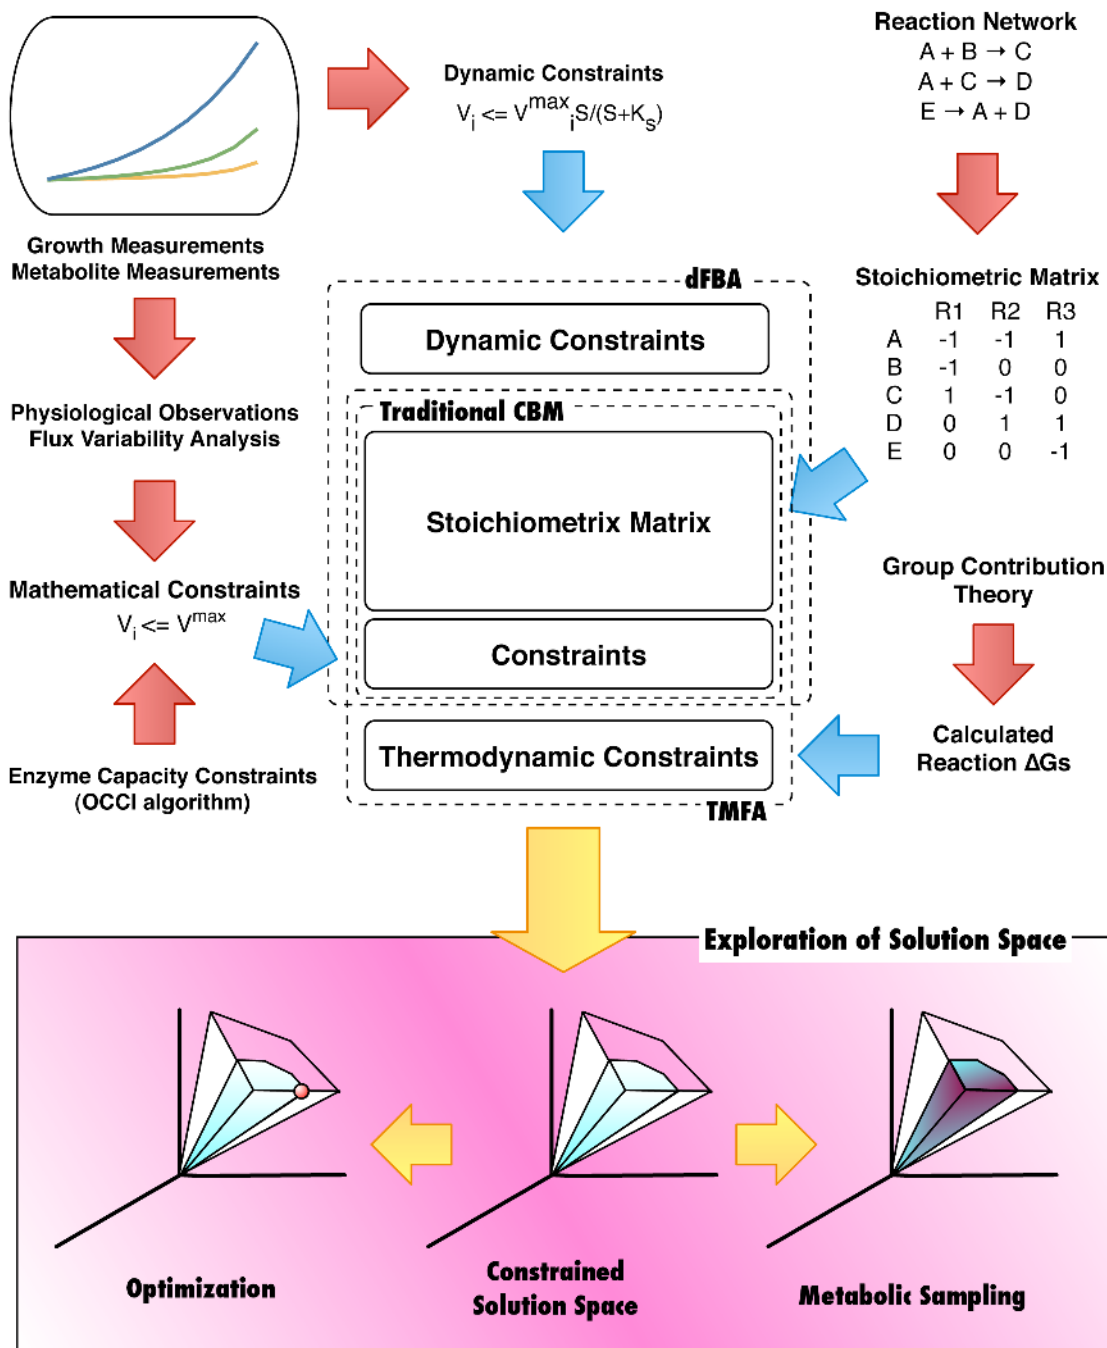 Reaction Network
A + B → C
A + C → D
E → A + D
Dynamic Constraints
V_i <= V^max_i S/(S+K_s)
Growth Measurements
Metabolite Measurements
Stoichiometric Matrix
R1 R2 R3
A -1 -1 1
B -1 0 0
C 1 -1 0
D 0 1 1
E 0 0 -1
dFBA
Dynamic Constraints
Traditional CBM
Stoichiometrix Matrix
Constraints
Thermodynamic Constraints
TMFA
Physiological Observations
Flux Variability Analysis
Mathematical Constraints
V_i <= V^max
Enzyme Capacity Constraints
(OCCI algorithm)
Group Contribution
Theory
Calculated
Reaction ΔGs
Exploration of Solution Space
Optimization
Constrained
Solution Space
Metabolic Sampling